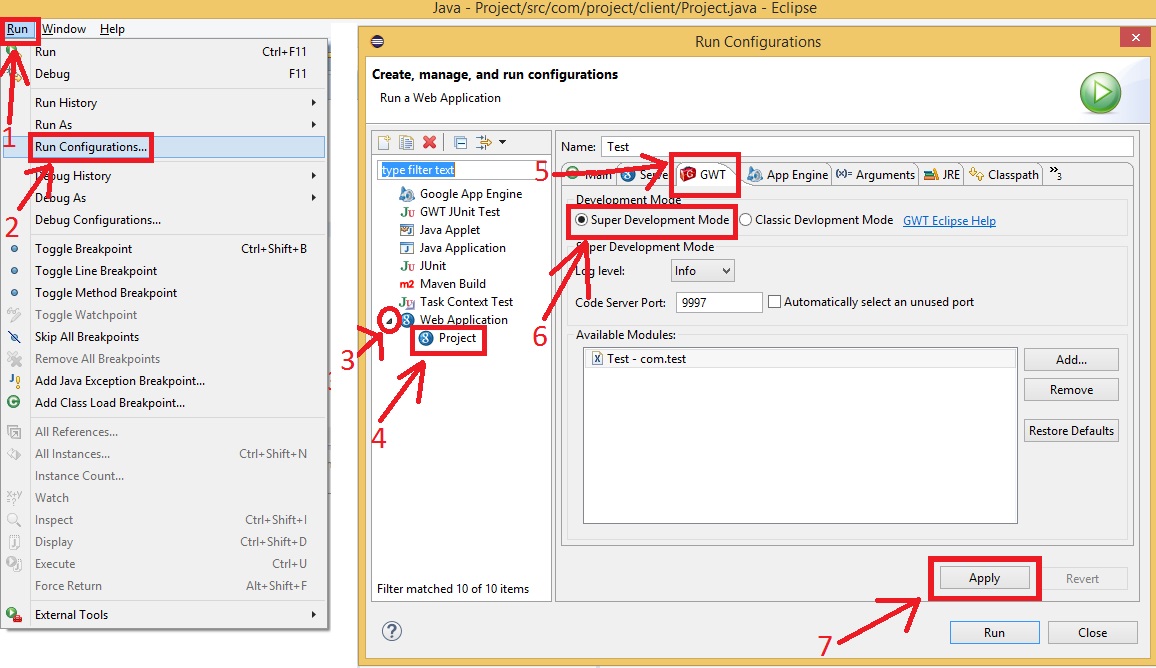 Java - Project/src/com/project/client/Project.java - Eclipse
Run Window Help
Run Ctrl+F11
Debug F11
Run History
Run As
Run Configurations...
Debug History
Debug As
Debug Configurations...
Toggle Breakpoint Ctrl+Shift+B
Toggle Line Breakpoint
Toggle Method Breakpoint
Toggle Watchpoint
Skip All Breakpoints
Remove All Breakpoints
Add Java Exception Breakpoint...
Add Class Load Breakpoint...
All References...
All Instances... Ctrl+Shift+N
Instance Count...
Watch
Inspect Ctrl+Shift+I
Display Ctrl+Shift+D
Execute Ctrl+U
Force Return Alt+Shift+F
External Tools
1
2
Run Configurations
Create, manage, and run configurations
Run a Web Application
type filter text
Google App Engine
GWT JUnit Test
Java Applet
Java Application
JUnit
Maven Build
Task Context Test
Web Application
Project
3
4
Filter matched 10 of 10 items
Name: Test
5
Main Server GWT App Engine (x)= Arguments JRE Classpath »3
Development Mode
Super Development Mode Classic Devlopment Mode GWT Eclipse Help
Super Development Mode
Log level: Info
Code Server Port: 9997 Automatically select an unused port
6
Available Modules:
Test - com.test
Add...
Remove
Restore Defaults
Apply Revert
7
Run Close